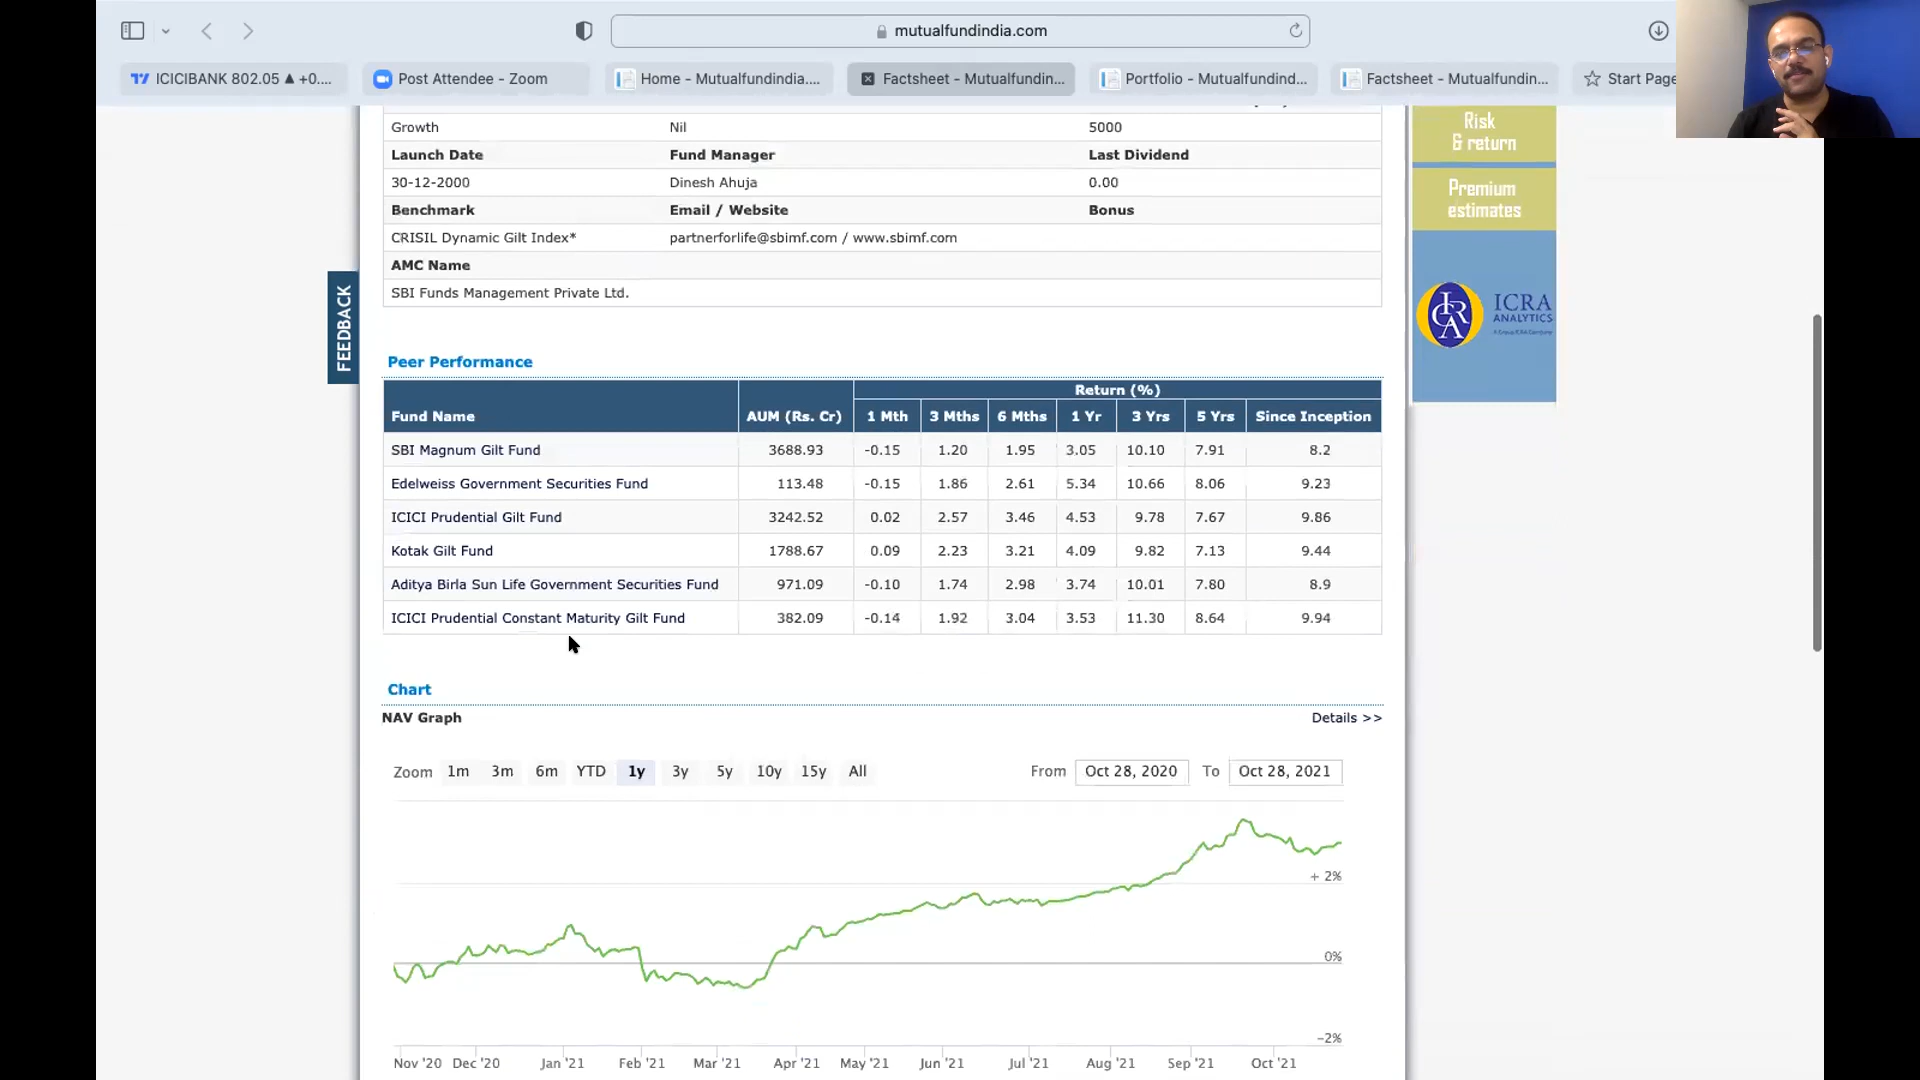 mutualfundindia.com
ICICIBANK 802.05 ▲ +0.... Post Attendee - Zoom Home - Mutualfundindia.... Factsheet - Mutualfundin... Portfolio - Mutualfundind... Factsheet - Mutualfundin... Start Page
Growth Nil 5000
Launch Date Fund Manager Last Dividend
30-12-2000 Dinesh Ahuja 0.00
Benchmark Email / Website Bonus
CRISIL Dynamic Gilt Index* partnerforlife@sbimf.com / www.sbimf.com
AMC Name
SBI Funds Management Private Ltd.
FEEDBACK
Risk
& return
Premium
estimates
ICRA
ICRA
ANALYTICS
Peer Performance
Return (%)
Fund Name AUM (Rs. Cr) 1 Mth 3 Mths 6 Mths 1 Yr 3 Yrs 5 Yrs Since Inception
SBI Magnum Gilt Fund 3688.93 -0.15 1.20 1.95 3.05 10.10 7.91 8.2
Edelweiss Government Securities Fund 113.48 -0.15 1.86 2.61 5.34 10.66 8.06 9.23
ICICI Prudential Gilt Fund 3242.52 0.02 2.57 3.46 4.53 9.78 7.67 9.86
Kotak Gilt Fund 1788.67 0.09 2.23 3.21 4.09 9.82 7.13 9.44
Aditya Birla Sun Life Government Securities Fund 971.09 -0.10 1.74 2.98 3.74 10.01 7.80 8.9
ICICI Prudential Constant Maturity Gilt Fund 382.09 -0.14 1.92 3.04 3.53 11.30 8.64 9.94
Chart
NAV Graph Details >>
Zoom 1m 3m 6m YTD 1y 3y 5y 10y 15y All From Oct 28, 2020 To Oct 28, 2021
+ 2%
0%
-2%
Nov '20 Dec '20 Jan '21 Feb '21 Mar '21 Apr '21 May '21 Jun '21 Jul '21 Aug '21 Sep '21 Oct '21